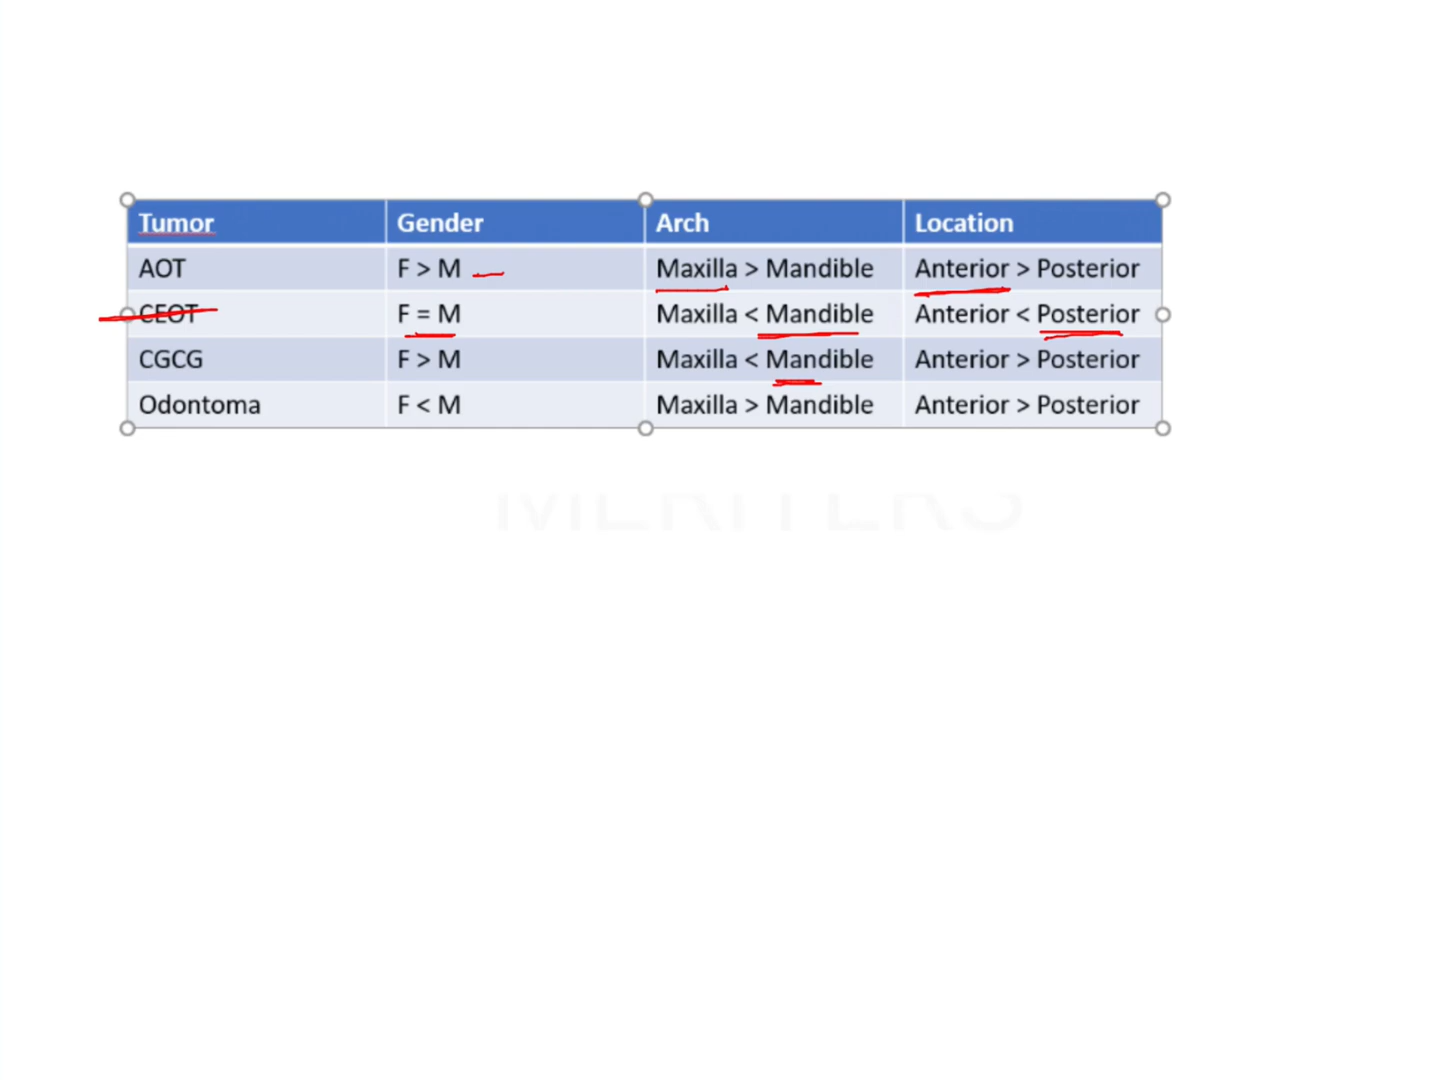 Tumor Gender Arch Location
AOT F > M Maxilla > Mandible Anterior > Posterior
CEOT F = M Maxilla < Mandible Anterior < Posterior
CGCG F > M Maxilla < Mandible Anterior > Posterior
Odontoma F < M Maxilla > Mandible Anterior > Posterior
MERITERS